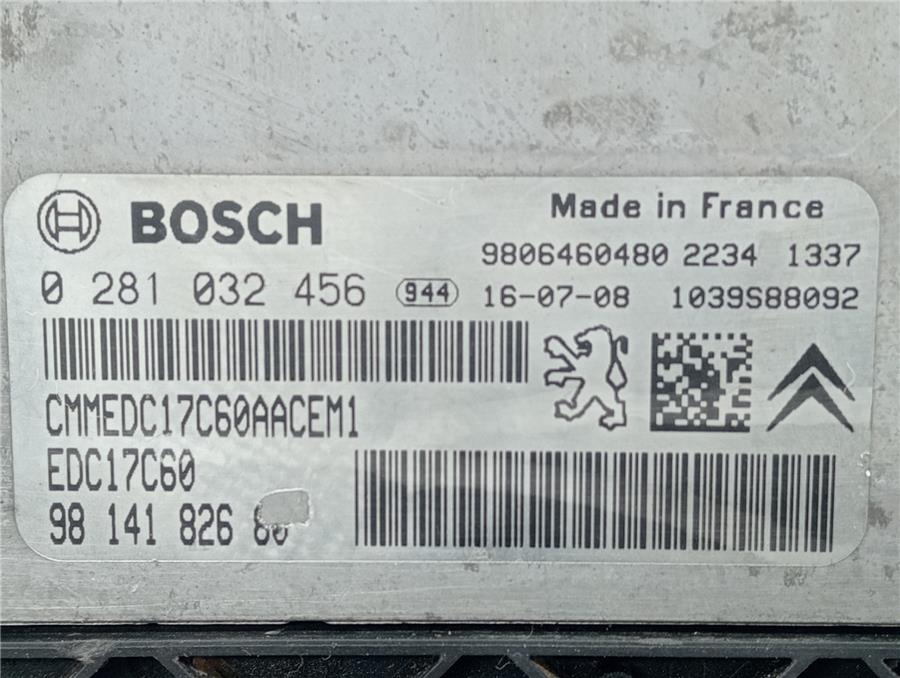 BOSCH
Made in France
9806460480 2234 1337
0 281 032 456 944 16-07-08 1039S88092
CMMEDC17C60AACEM1
EDC17C60
98 141 826